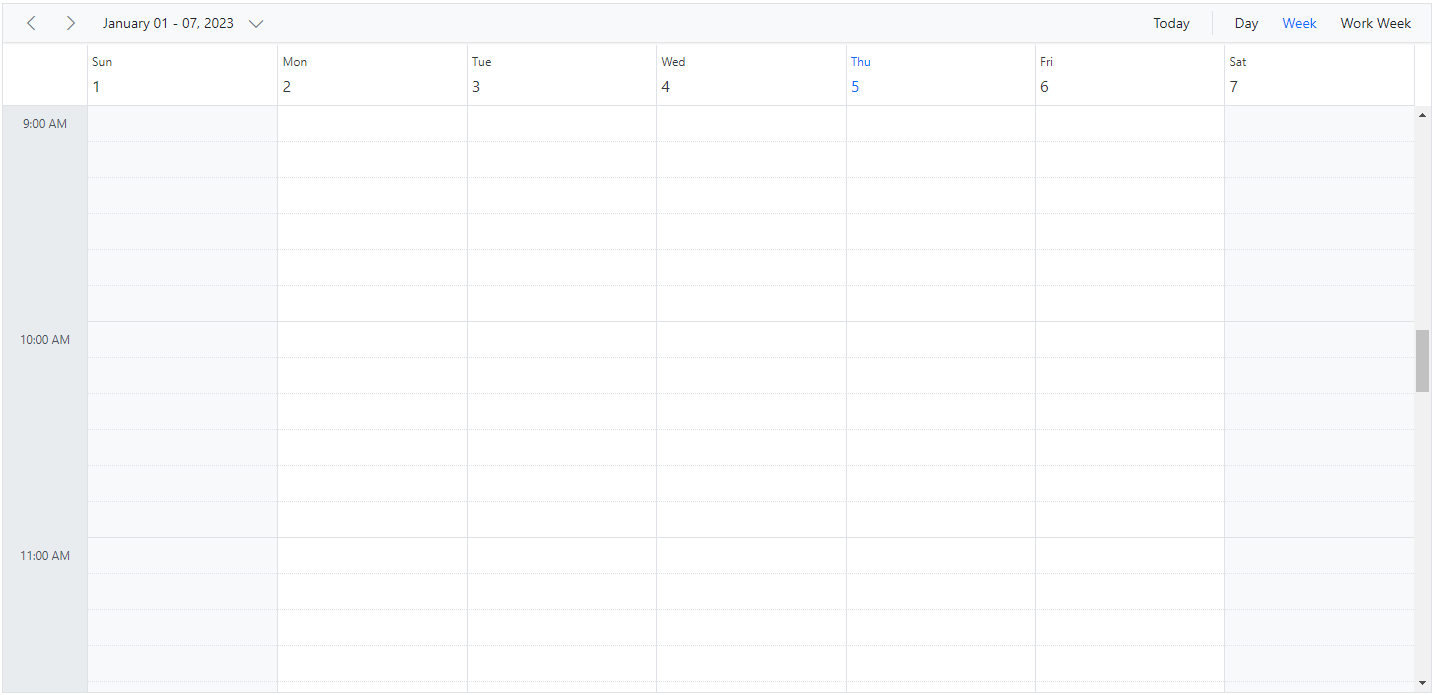 January 01 - 07, 2023 Today Day Week Work Week
Sun Mon Tue Wed Thu Fri Sat
1 2 3 4 5 6 7
9:00 AM
10:00 AM
11:00 AM